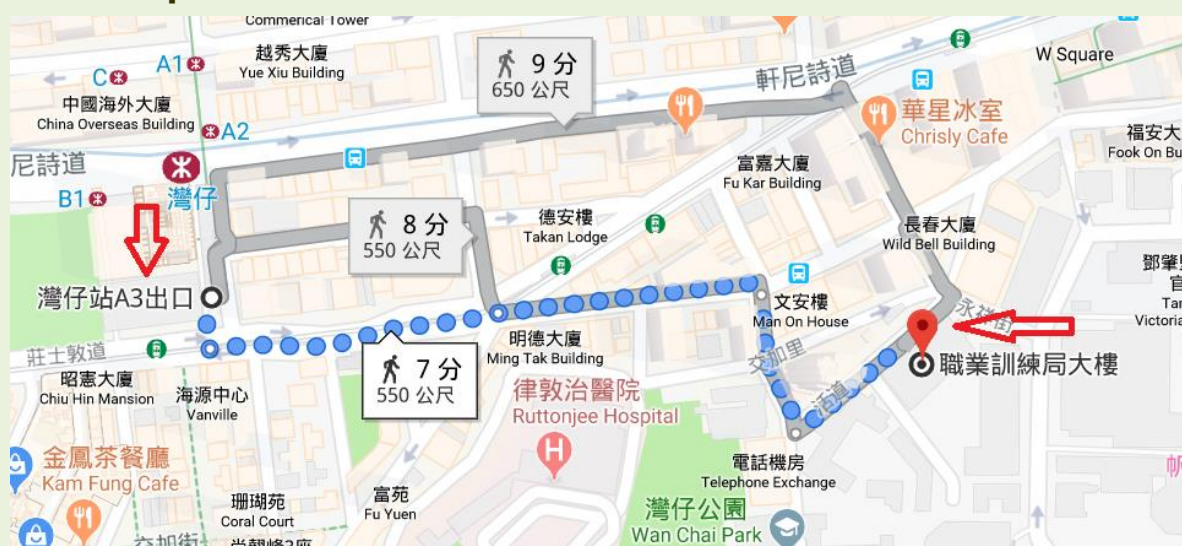 Commerical Tower
A1
C
越秀大廈
Yue Xiu Building
9 分
650 公尺
軒尼詩道
W Square
中國海外大廈
China Overseas Building
A2
華星冰室
Chrisly Cafe
福安大
Fook On Bu
尼詩道
B1
灣仔
富嘉大廈
Fu Kar Building
8 分
550 公尺
德安樓
Takan Lodge
長春大廈
Wild Bell Building
灣仔站A3出口
鄧肇
官
Tar
Victoria
永祥街
文安樓
Man On House
莊士敦道
明德大廈
Ming Tak Building
交加里
7 分
550 公尺
職業訓練局大樓
昭憲大廈
Chiu Hin Mansion
海源中心
Vanville
律敦治醫院
Ruttonjee Hospital
H
活道
金鳳茶餐廳
Kam Fung Cafe
電話機房
Telephone Exchange
帆
珊瑚苑
Coral Court
富苑
Fu Yuen
灣仔公園
Wan Chai Park
交加街